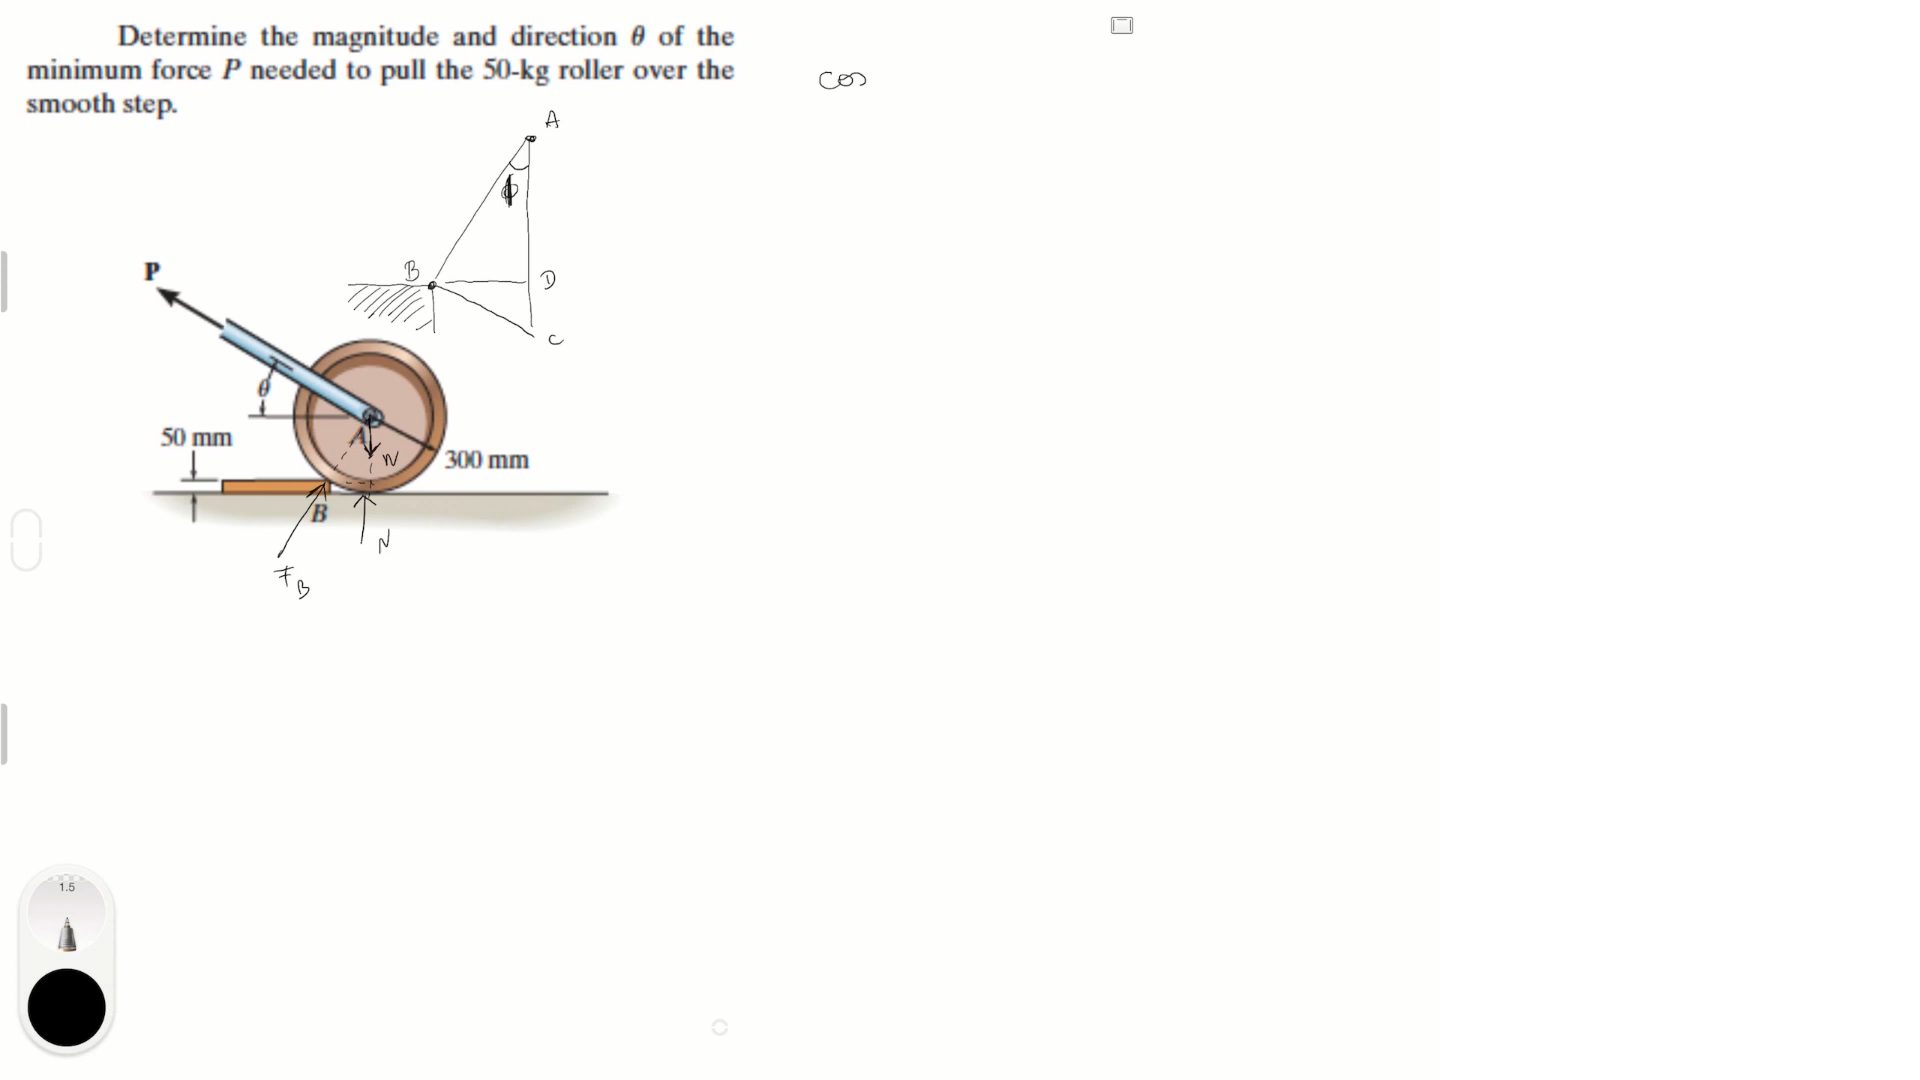 Determine the magnitude and direction θ of the
minimum force P needed to pull the 50-kg roller over the
smooth step.
cos
A
ϕ
B
D
C
P
θ
50 mm
A
W
300 mm
B
N
F_B
1.5